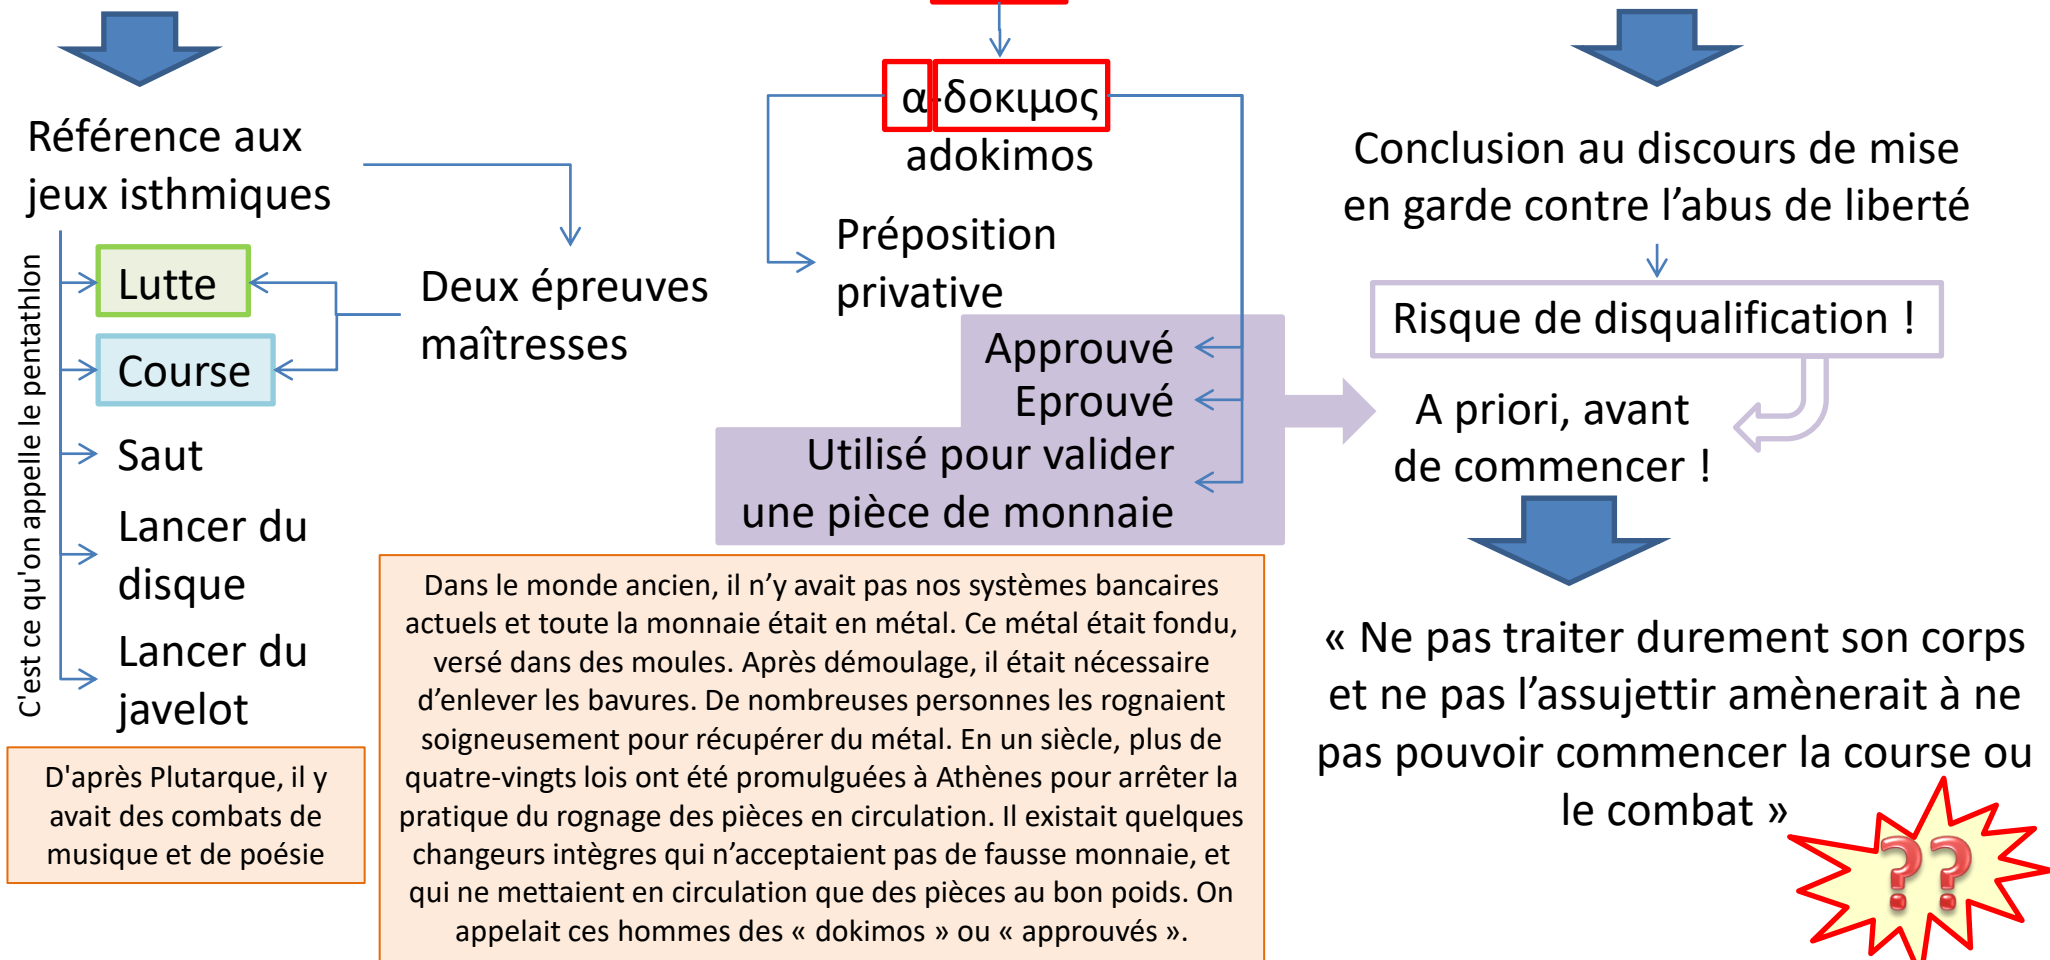 Référence aux
jeux isthmiques
C'est ce qu'on appelle le pentathlon
Lutte
Course
Saut
Lancer du
disque
Lancer du
javelot
Deux épreuves
maîtresses
D'après Plutarque, il y
avait des combats de
musique et de poésie
α-δοκιμος
adokimos
Préposition
privative
Approuvé
Eprouvé
Utilisé pour valider
une pièce de monnaie
Dans le monde ancien, il n’y avait pas nos systèmes bancaires
actuels et toute la monnaie était en métal. Ce métal était fondu,
versé dans des moules. Après démoulage, il était nécessaire
d’enlever les bavures. De nombreuses personnes les rognaient
soigneusement pour récupérer du métal. En un siècle, plus de
quatre-vingts lois ont été promulguées à Athènes pour arrêter la
pratique du rognage des pièces en circulation. Il existait quelques
changeurs intègres qui n’acceptaient pas de fausse monnaie, et
qui ne mettaient en circulation que des pièces au bon poids. On
appelait ces hommes des « dokimos » ou « approuvés ».
Conclusion au discours de mise
en garde contre l’abus de liberté
Risque de disqualification !
A priori, avant
de commencer !
« Ne pas traiter durement son corps
et ne pas l’assujettir amènerait à ne
pas pouvoir commencer la course ou
le combat »
??